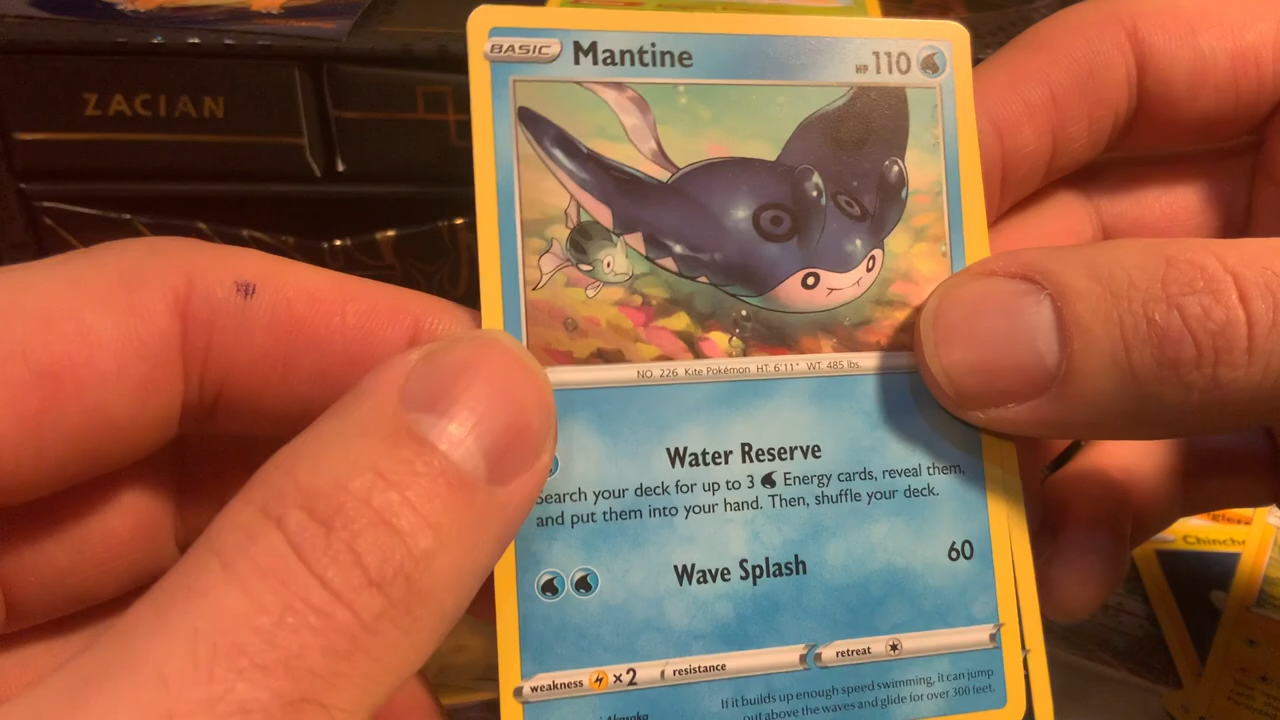 ZACIAN
BASIC Mantine HP 110
NO. 226 Kite Pokémon HT: 6'11" WT: 485 lbs.
Water Reserve
Search your deck for up to 3 Energy cards, reveal them,
and put them into your hand. Then, shuffle your deck.
Wave Splash 60
weakness ×2 resistance retreat
If it builds up enough speed swimming, it can jump
out above the waves and glide for over 300 feet.
Akasaka
Chinch